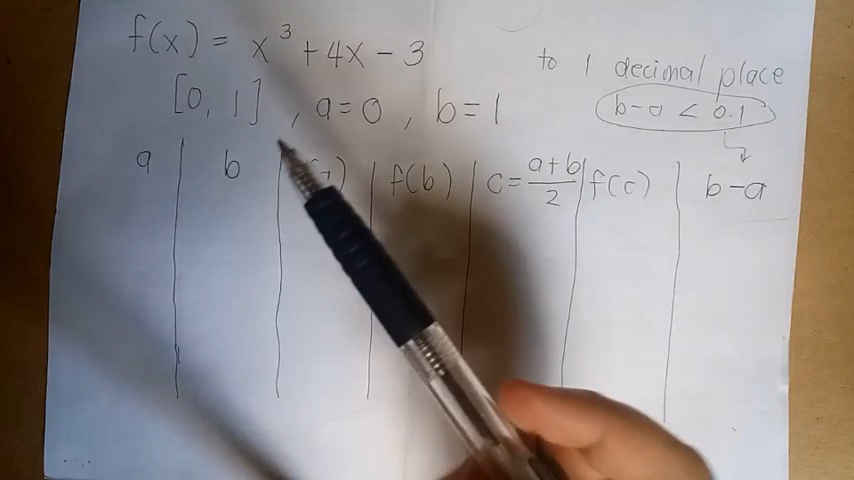 f(x) = x³ + 4x - 3
to 1 decimal place
[0, 1] , a=0 , b=1
b-a < 0.1
a | b | | f(b) | c = a+b/2 | f(c) | b-a